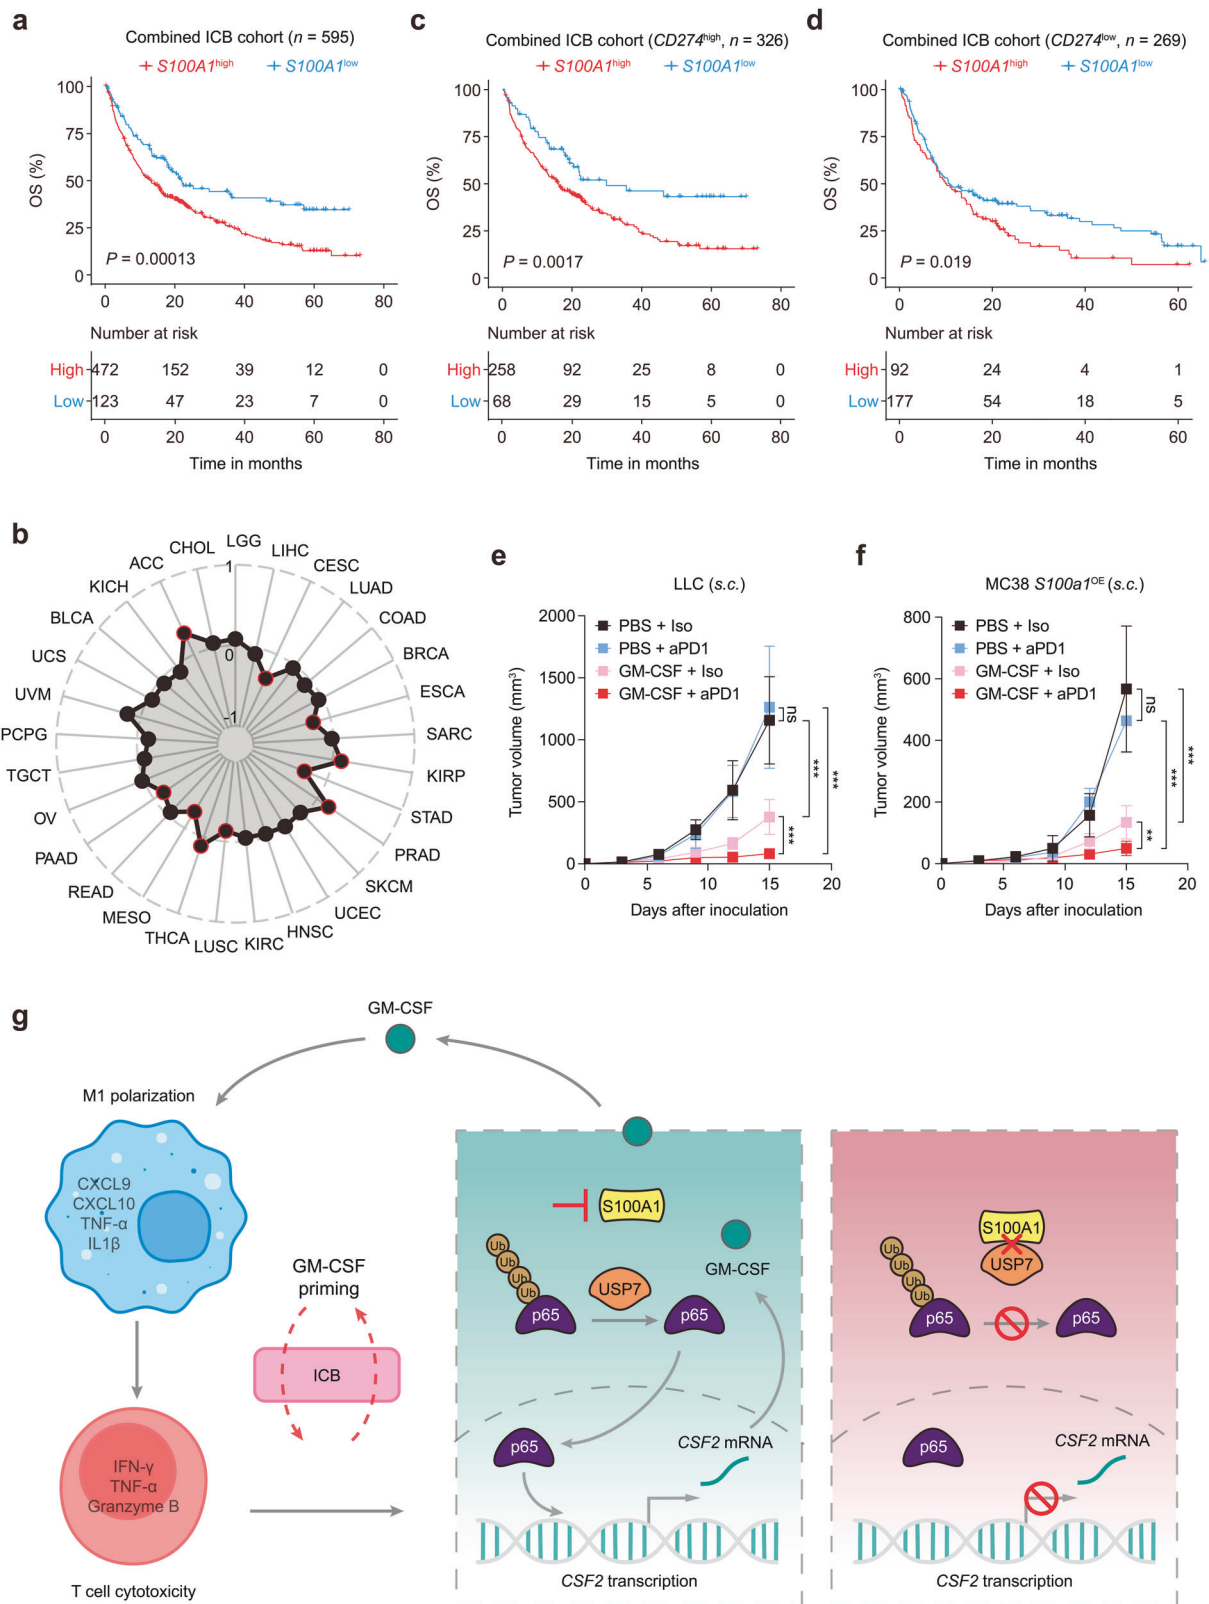 a
Combined ICB cohort (n = 595)
S100A1high S100A1low
OS (%)
100
75
50
25
0
P = 0.00013
0 20 40 60 80
Number at risk
High 472 152 39 12 0
Low 123 47 23 7 0
0 20 40 60 80
Time in months
c
Combined ICB cohort (CD274high, n = 326)
S100A1high S100A1low
OS (%)
100
75
50
25
0
P = 0.0017
0 20 40 60 80
Number at risk
High 258 92 25 8 0
Low 68 29 15 5 0
0 20 40 60 80
Time in months
d
Combined ICB cohort (CD274low, n = 269)
S100A1high S100A1low
OS (%)
100
75
50
25
0
P = 0.019
0 20 40 60
Number at risk
High 92 24 4 1
Low 177 54 18 5
0 20 40 60
Time in months
b
1
0
-1
LGG
LIHC
CESC
LUAD
COAD
BRCA
ESCA
SARC
KIRP
STAD
PRAD
SKCM
UCEC
HNSC
KIRC
LUSC
THCA
MESO
READ
PAAD
OV
TGCT
PCPG
UVM
UCS
BLCA
KICH
ACC
CHOL
e
LLC (s.c.)
Tumor volume (mm3)
2000
1500
1000
500
0
PBS + Iso
PBS + aPD1
GM-CSF + Iso
GM-CSF + aPD1
ns
***
***
***
0 5 10 15 20
Days after inoculation
f
MC38 S100a1OE (s.c.)
Tumor volume (mm3)
800
600
400
200
0
PBS + Iso
PBS + aPD1
GM-CSF + Iso
GM-CSF + aPD1
ns
**
***
***
0 5 10 15 20
Days after inoculation
g
GM-CSF
M1 polarization
CXCL9
CXCL10
TNF-α
IL1β
GM-CSF
priming
ICB
IFN-γ
TNF-α
Granzyme B
T cell cytotoxicity
S100A1
Ub
Ub
Ub
Ub
p65
USP7
p65
GM-CSF
p65
CSF2 mRNA
CSF2 transcription
S100A1
USP7
Ub
Ub
Ub
Ub
p65
p65
p65
CSF2 mRNA
CSF2 transcription